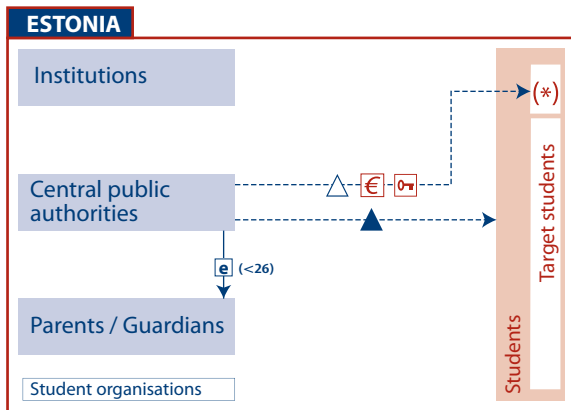 ESTONIA
Institutions
(*)
€
Central public
authorities
e (<26)
Parents / Guardians
Student organisations
Students
Target students